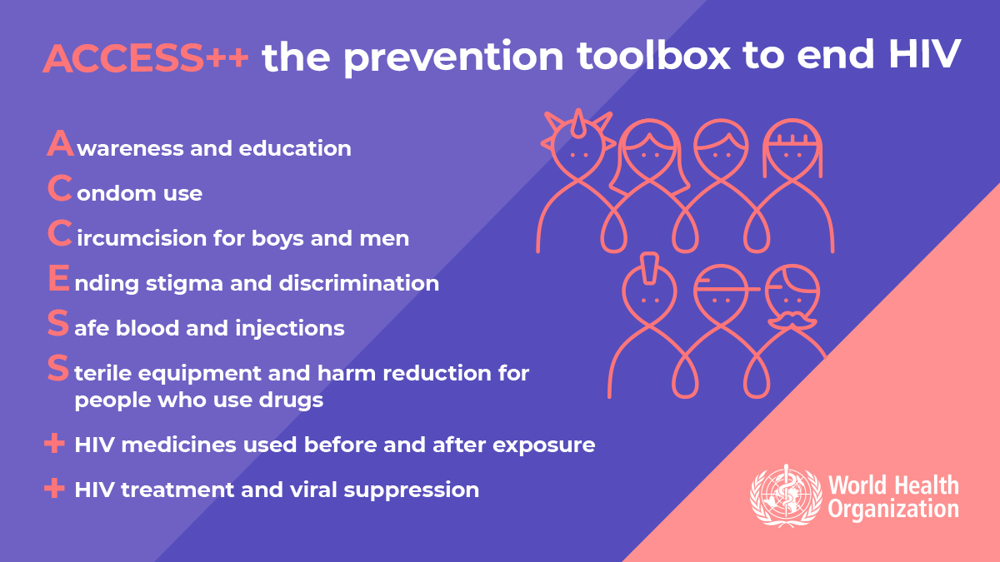 ACCESS++ the prevention toolbox to end HIV
Awareness and education
Condom use
Circumcision for boys and men
Ending stigma and discrimination
Safe blood and injections
Sterile equipment and harm reduction for
people who use drugs
+ HIV medicines used before and after exposure
+ HIV treatment and viral suppression
World Health
Organization